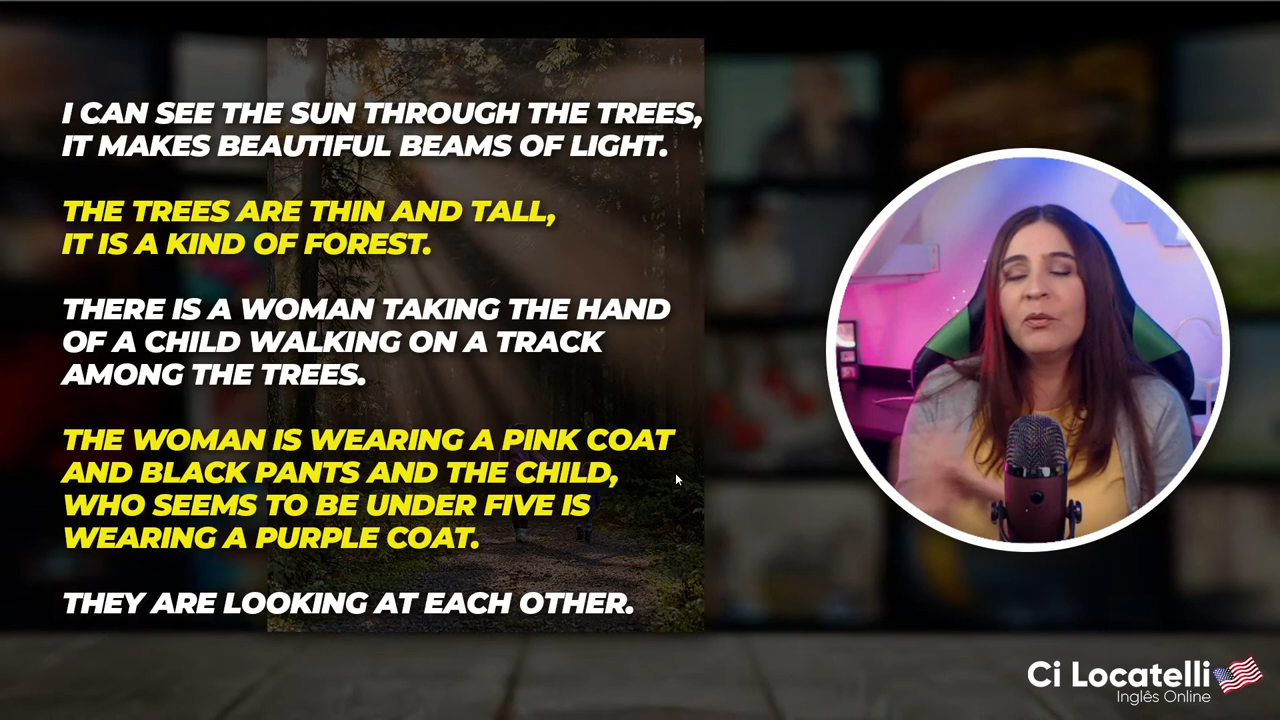 I CAN SEE THE SUN THROUGH THE TREES,
IT MAKES BEAUTIFUL BEAMS OF LIGHT.
THE TREES ARE THIN AND TALL,
IT IS A KIND OF FOREST.
THERE IS A WOMAN TAKING THE HAND
OF A CHILD WALKING ON A TRACK
AMONG THE TREES.
THE WOMAN IS WEARING A PINK COAT
AND BLACK PANTS AND THE CHILD,
WHO SEEMS TO BE UNDER FIVE IS
WEARING A PURPLE COAT.
THEY ARE LOOKING AT EACH OTHER.
Ci Locatelli
Inglês Online